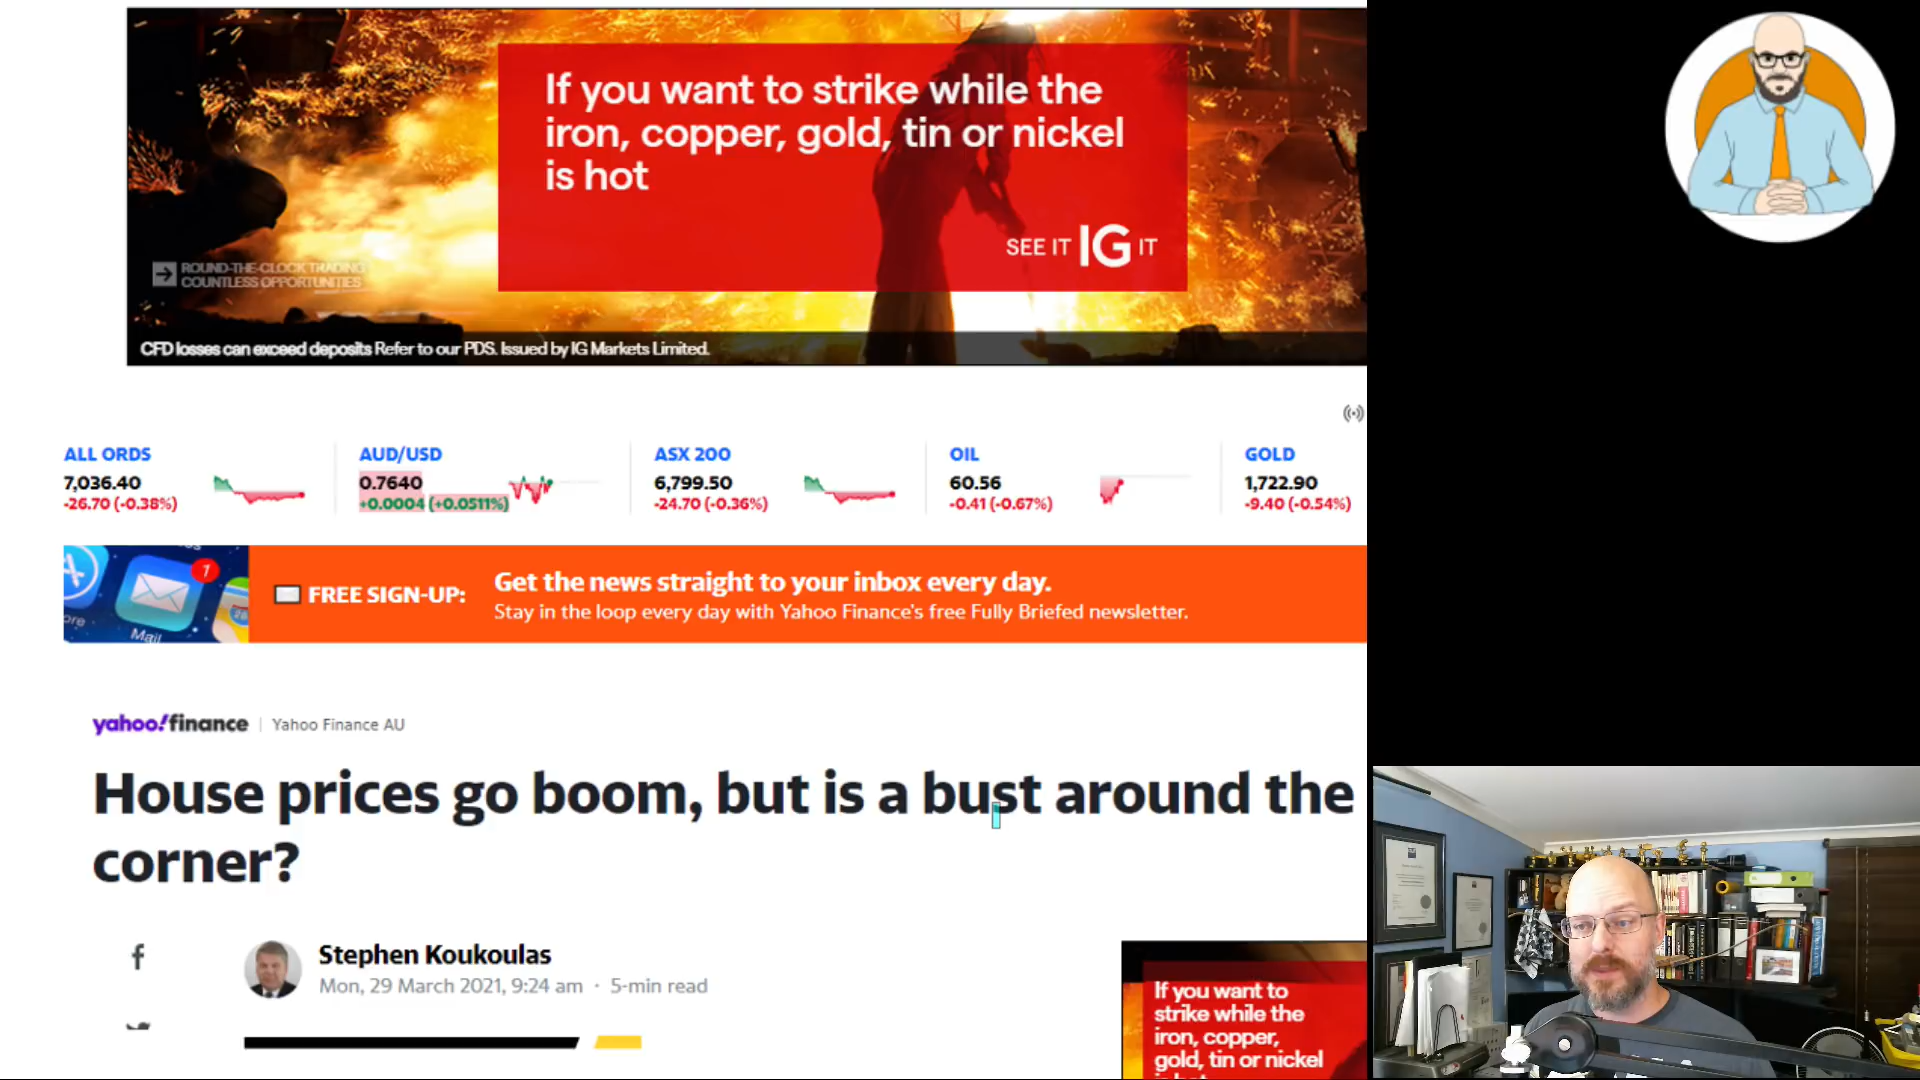 If you want to strike while the
iron, copper, gold, tin or nickel
is hot
SEE IT IG IT
ROUND-THE-CLOCK TRADING
COUNTLESS OPPORTUNITIES
CFD losses can exceed deposits Refer to our PDS. Issued by IG Markets Limited.
ALL ORDS
7,036.40
-26.70 (-0.38%)
AUD/USD
0.7640
+0.0004 (+0.0511%)
ASX 200
6,799.50
-24.70 (-0.36%)
OIL
60.56
-0.41 (-0.67%)
GOLD
1,722.90
-9.40 (-0.54%)
1
Mail
FREE SIGN-UP:
Get the news straight to your inbox every day.
Stay in the loop every day with Yahoo Finance's free Fully Briefed newsletter.
yahoo!finance | Yahoo Finance AU
House prices go boom, but is a bust around the
corner?
Stephen Koukoulas
Mon, 29 March 2021, 9:24 am · 5-min read
If you want to
strike while the
iron, copper,
gold, tin or nickel